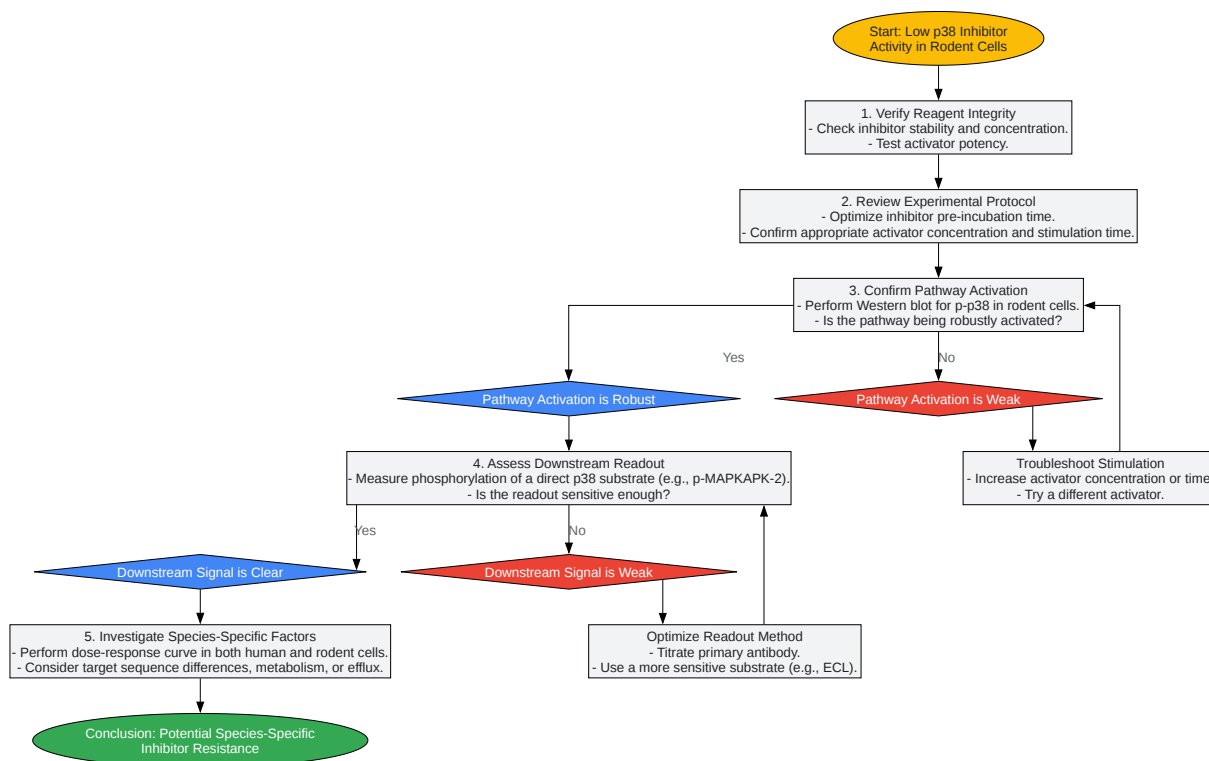 Start: Low p38 Inhibitor
Activity in Rodent Cells
1. Verify Reagent Integrity
- Check inhibitor stability and concentration.
- Test activator potency.
2. Review Experimental Protocol
- Optimize inhibitor pre-incubation time.
- Confirm appropriate activator concentration and stimulation time.
3. Confirm Pathway Activation
- Perform Western blot for p-p38 in rodent cells.
- Is the pathway being robustly activated?
Yes
No
Pathway Activation is Robust
Pathway Activation is Weak
4. Assess Downstream Readout
- Measure phosphorylation of a direct p38 substrate (e.g., p-MAPKAPK-2).
- Is the readout sensitive enough?
Troubleshoot Stimulation
- Increase activator concentration or time
- Try a different activator.
Yes
No
Downstream Signal is Clear
Downstream Signal is Weak
5. Investigate Species-Specific Factors
- Perform dose-response curve in both human and rodent cells.
- Consider target sequence differences, metabolism, or efflux.
Optimize Readout Method
- Titrate primary antibody.
- Use a more sensitive substrate (e.g., ECL).
Conclusion: Potential Species-Specific
Inhibitor Resistance